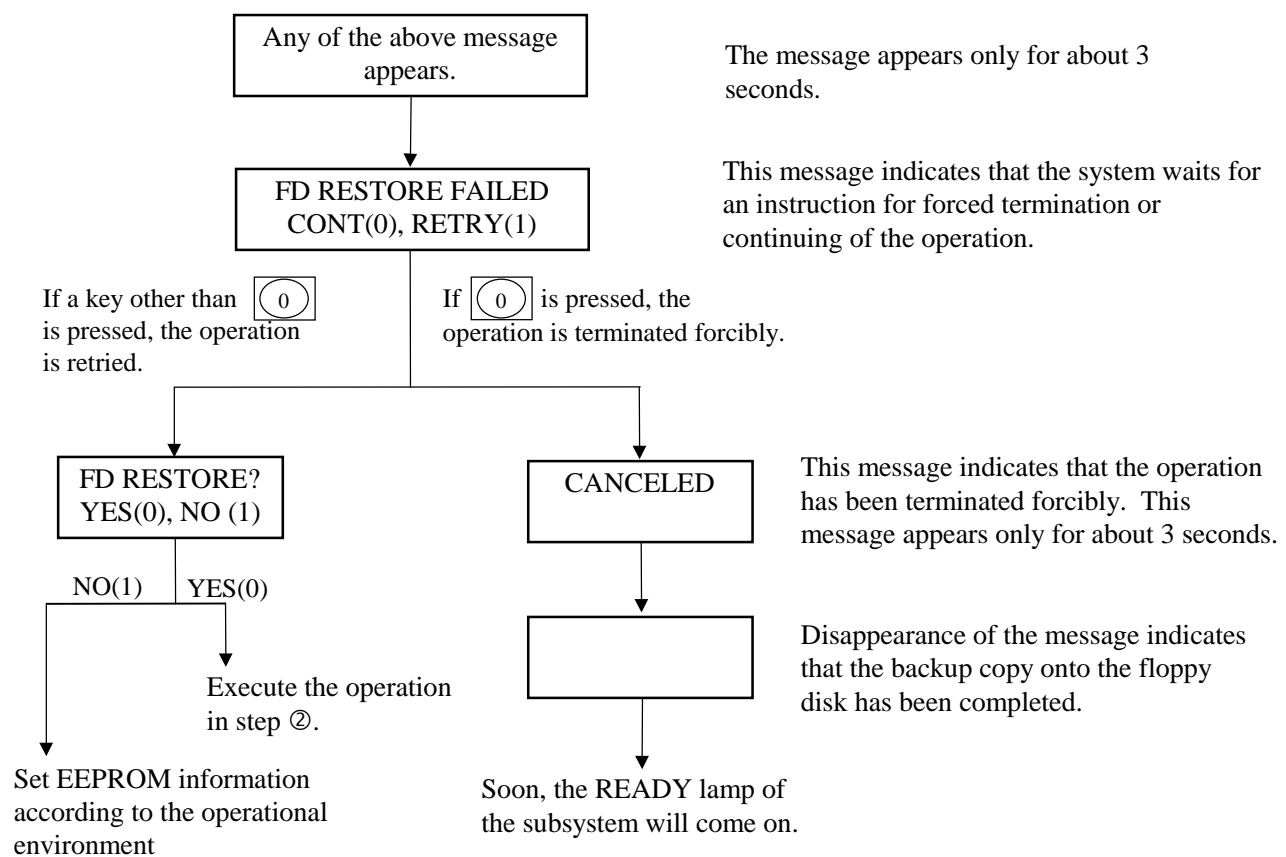 Any of the above message
appears.
The message appears only for about 3
seconds.
FD RESTORE FAILED
CONT(0), RETRY(1)
This message indicates that the system waits for
an instruction for forced termination or
continuing of the operation.
If a key other than 0
is pressed, the operation
is retried.
If 0 is pressed, the
operation is terminated forcibly.
FD RESTORE?
YES(0), NO (1)
CANCELED
This message indicates that the operation
has been terminated forcibly. This
message appears only for about 3 seconds.
NO(1)
YES(0)
Execute the operation
in step ②.
Disappearance of the message indicates
that the backup copy onto the floppy
disk has been completed.
Set EEPROM information
according to the operational
environment
Soon, the READY lamp of
the subsystem will come on.